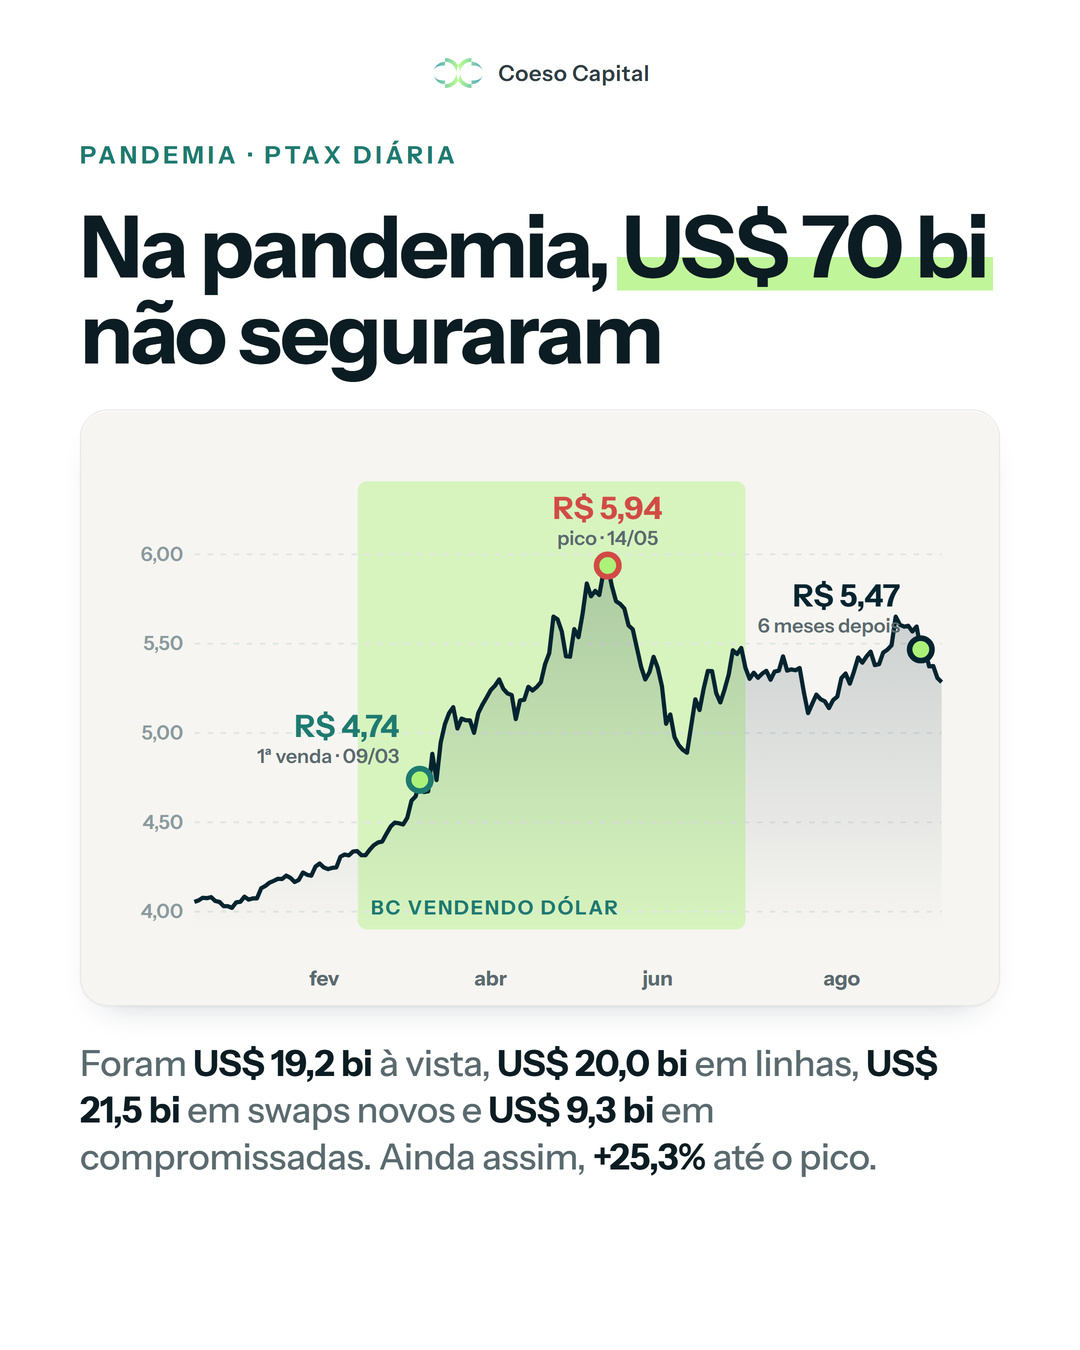 Coeso Capital
PANDEMIA · PTAX DIÁRIA
Na pandemia, US$ 70 bi
não seguraram
R$ 5,94
pico · 14/05
6,00
R$ 5,47
6 meses depois
5,50
R$ 4,74
5,00
1ª venda · 09/03
4,50
4,00
BC VENDENDO DÓLAR
fev abr jun ago
Foram US$ 19,2 bi à vista, US$ 20,0 bi em linhas, US$
21,5 bi em swaps novos e US$ 9,3 bi em
compromissadas. Ainda assim, +25,3% até o pico.